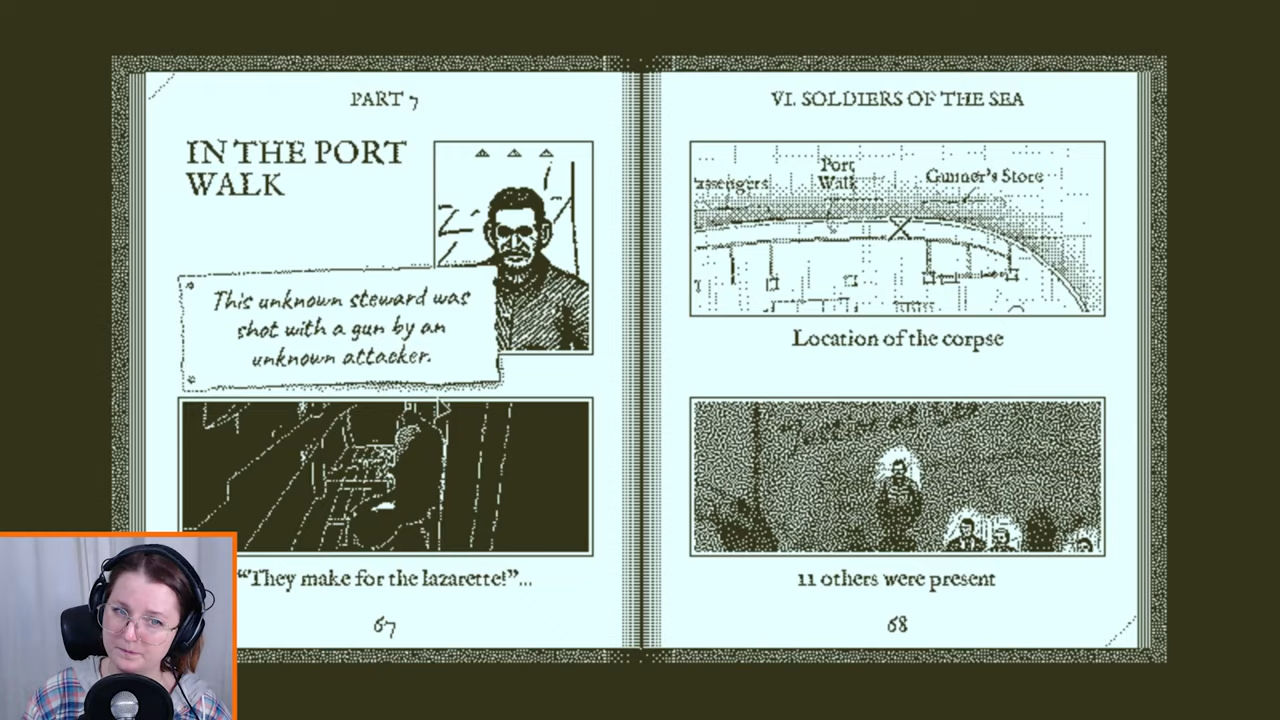 PART 7
IN THE PORT
WALK
This unknown steward was
shot with a gun by an
unknown attacker.
"They make for the lazarette!"...
67
VI. SOLDIERS OF THE SEA
Port
Walk
Gunner's Store
assengers
Location of the corpse
11 others were present
68